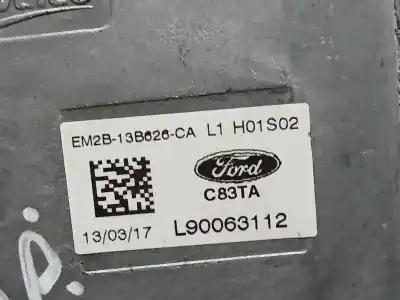 EM2B-13B626-CA L1 H01S02
Ford
C83TA
13/03/17 L90063112